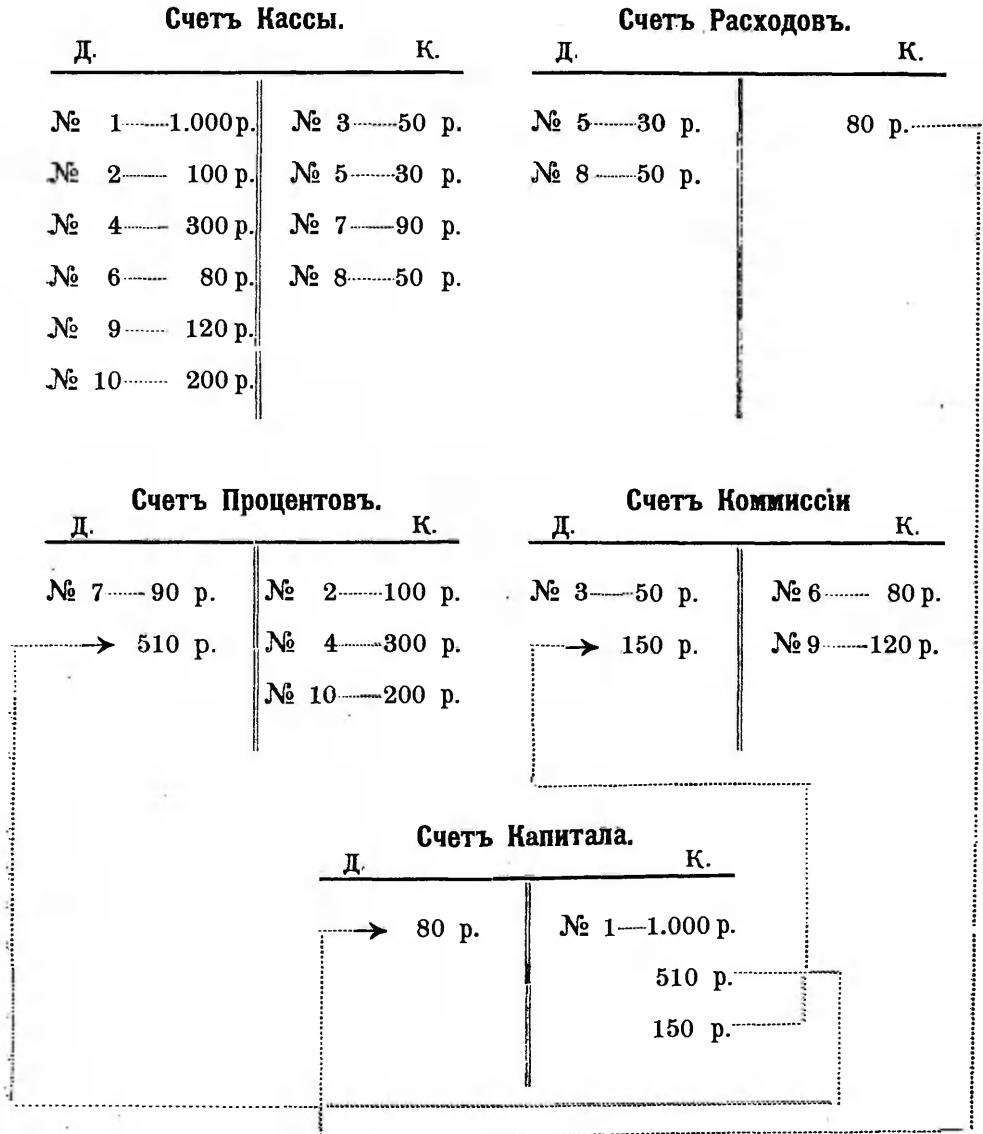 Счетъ Кассы.
Д. К.
№ 1 1.000 р. № 3 50 р.
№ 2 100 р. № 5 30 р.
№ 4 300 р. № 7 90 р.
№ 6 80 р. № 8 50 р.
№ 9 120 р.
№ 10 200 р.
Счетъ Расходовъ.
Д. К.
№ 5 30 р. 80 р.
№ 8 50 р.
Счетъ Процентовъ.
Д. К.
№ 7 90 р. № 2 100 р.
510 р. № 4 300 р.
№ 10 200 р.
Счетъ Коммиссіи
Д. К.
№ 3 50 р. № 6 80 р.
150 р. № 9 120 р.
Счетъ Капитала.
Д. К.
80 р. № 1—1.000 р.
510 р.
150 р.